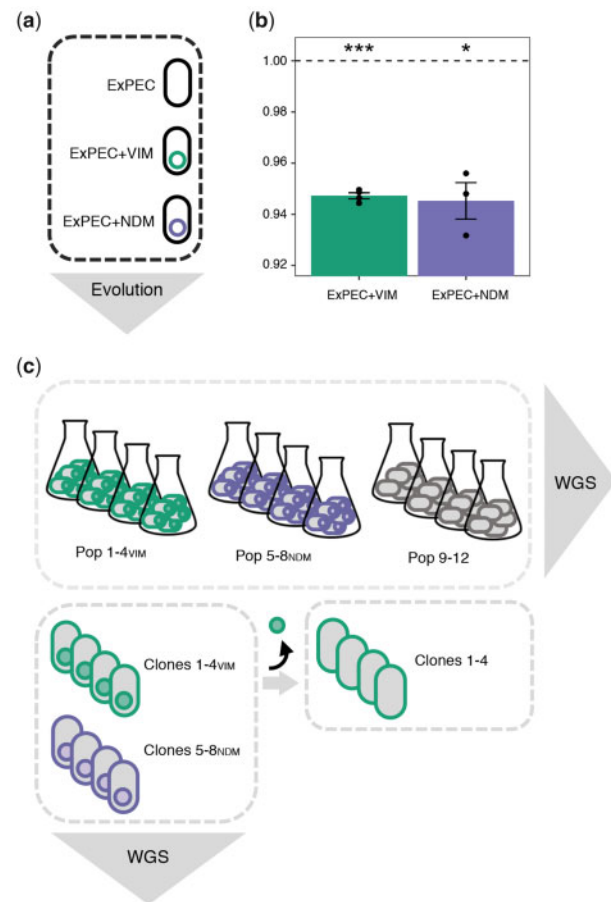 (a)
ExPEC
ExPEC+VIM
ExPEC+NDM
Evolution
(b)
*** *
1.00
0.96
0.94
0.92
ExPEC+VIM ExPEC+NDM
(c)
Pop 1-4VIM Pop 5-8NDM Pop 9-12
WGS
Clones 1-4VIM
Clones 5-8NDM
Clones 1-4
WGS